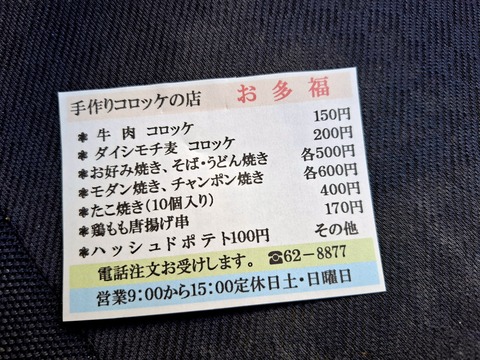 手作りコロッケの店 お多福
❃ 牛肉 コロッケ 150円
❃ ダイシモチ麦 コロッケ 200円
❃ お好み焼き、そば・うどん焼き 各500円
❃ モダン焼き、チャンポン焼き 各600円
❃ たこ焼き(10個入り) 400円
❃ 鶏もも唐揚げ串 170円
❃ ハッシュドポテト100円 その他
電話注文お受けします。 ☎62－8877
営業9:00から15:00定休日土・日曜日